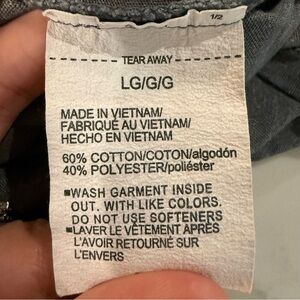 1/2
TEAR AWAY
LG/G/G
MADE IN VIETNAM/
FABRIQUÉ AU VIETNAM/
HECHO EN VIETNAM
60% COTTON/COTON/algodón
40% POLYESTER/poliéster
▪WASH GARMENT INSIDE
OUT. WITH LIKE COLORS.
DO NOT USE SOFTENERS
▪LAVER LE VÊTEMENT APRÈS
L'AVOIR RETOURNÉ SUR
L'ENVERS